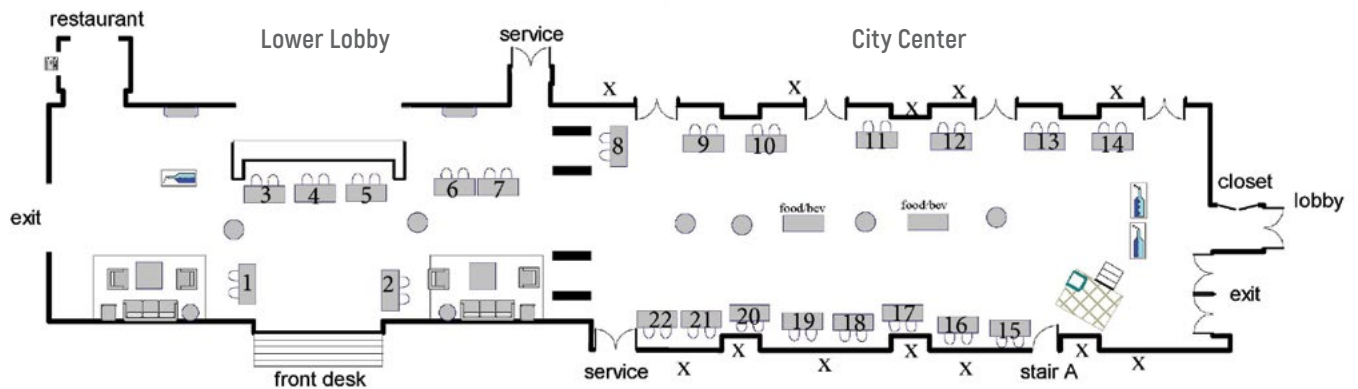 restaurant
Lower Lobby
service
City Center
X
X
X
X
X
8
9
10
11
12
13
14
3
4
5
6
7
closet
lobby
exit
food/bev
food/bev
1
2
exit
22
21
20
19
18
17
16
15
X
X
X
X
X
X
X
front desk
service
stair A